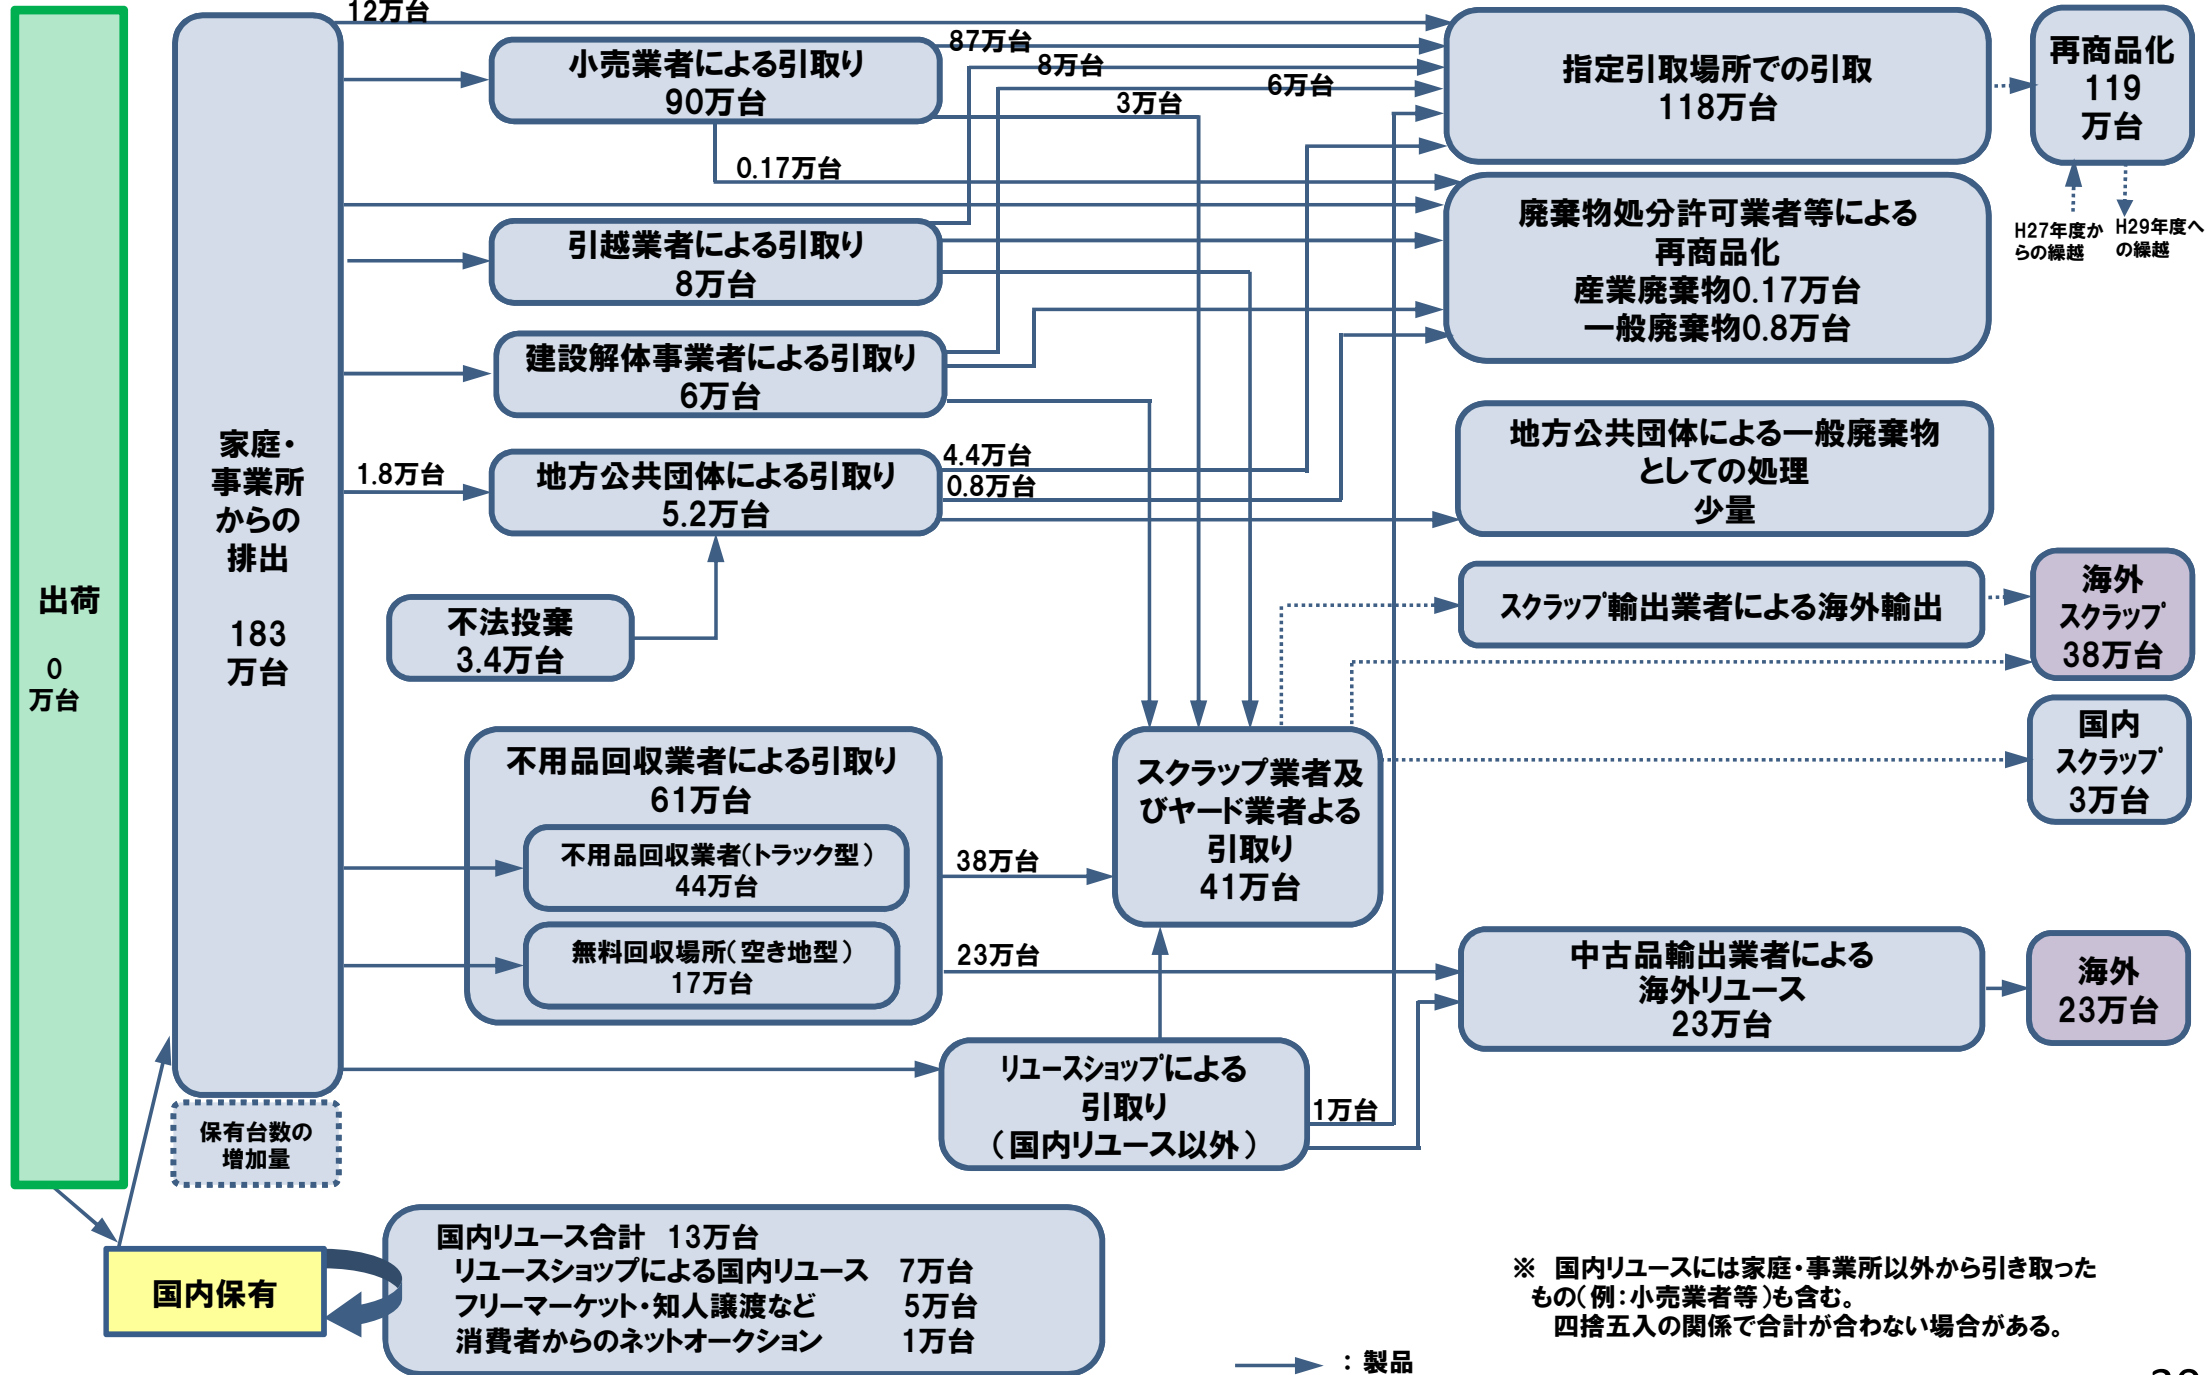 出荷
0
万台
家庭・
事業所
からの
排出
183
万台
保有台数の
増加量
国内保有
12万台
小売業者による引取り
90万台
87万台
8万台
6万台
3万台
0.17万台
引越業者による引取り
8万台
建設解体事業者による引取り
6万台
1.8万台
地方公共団体による引取り
5.2万台
4.4万台
0.8万台
不法投棄
3.4万台
不用品回収業者による引取り
61万台
不用品回収業者(トラック型)
44万台
無料回収場所(空き地型)
17万台
38万台
23万台
スクラップ業者及
びヤード業者よる
引取り
41万台
リユースショップによる
引取り
(国内リユース以外)
1万台
指定引取場所での引取
118万台
再商品化
119
万台
H27年度か
らの繰越
H29年度へ
の繰越
廃棄物処分許可業者等による
再商品化
産業廃棄物0.17万台
一般廃棄物0.8万台
地方公共団体による一般廃棄物
としての処理
少量
スクラップ輸出業者による海外輸出
海外
スクラップ
38万台
国内
スクラップ
3万台
中古品輸出業者による
海外リユース
23万台
海外
23万台
国内リユース合計 13万台
リユースショップによる国内リユース 7万台
フリーマーケット・知人譲渡など 5万台
消費者からのネットオークション 1万台
※ 国内リユースには家庭・事業所以外から引き取った
もの(例:小売業者等)も含む。
四捨五入の関係で合計が合わない場合がある。
:製品